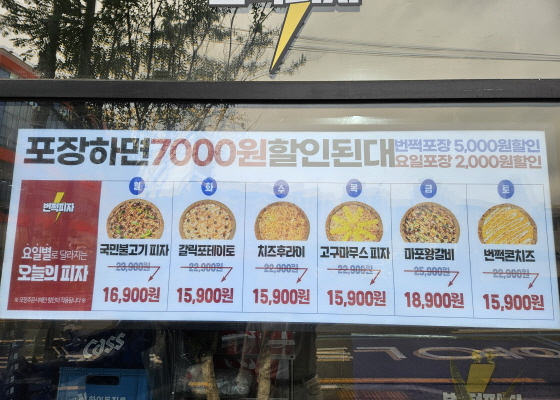 포장하면7000원할인된대
번쩍포장 5,000원할인
요일포장 2,000원할인
번쩍피자
요일별로 달라지는
오늘의 피자
월
국민불고기 피자
16,900원
화
갈릭포테이토
22,900원
15,900원
수
치즈후라이
22,900원
15,900원
목
고구마무스 피자
22,900원
15,900원
금
마포왕갈비
25,900원
18,900원
토
번쩍콘치즈
22,900원
15,900원
Cass